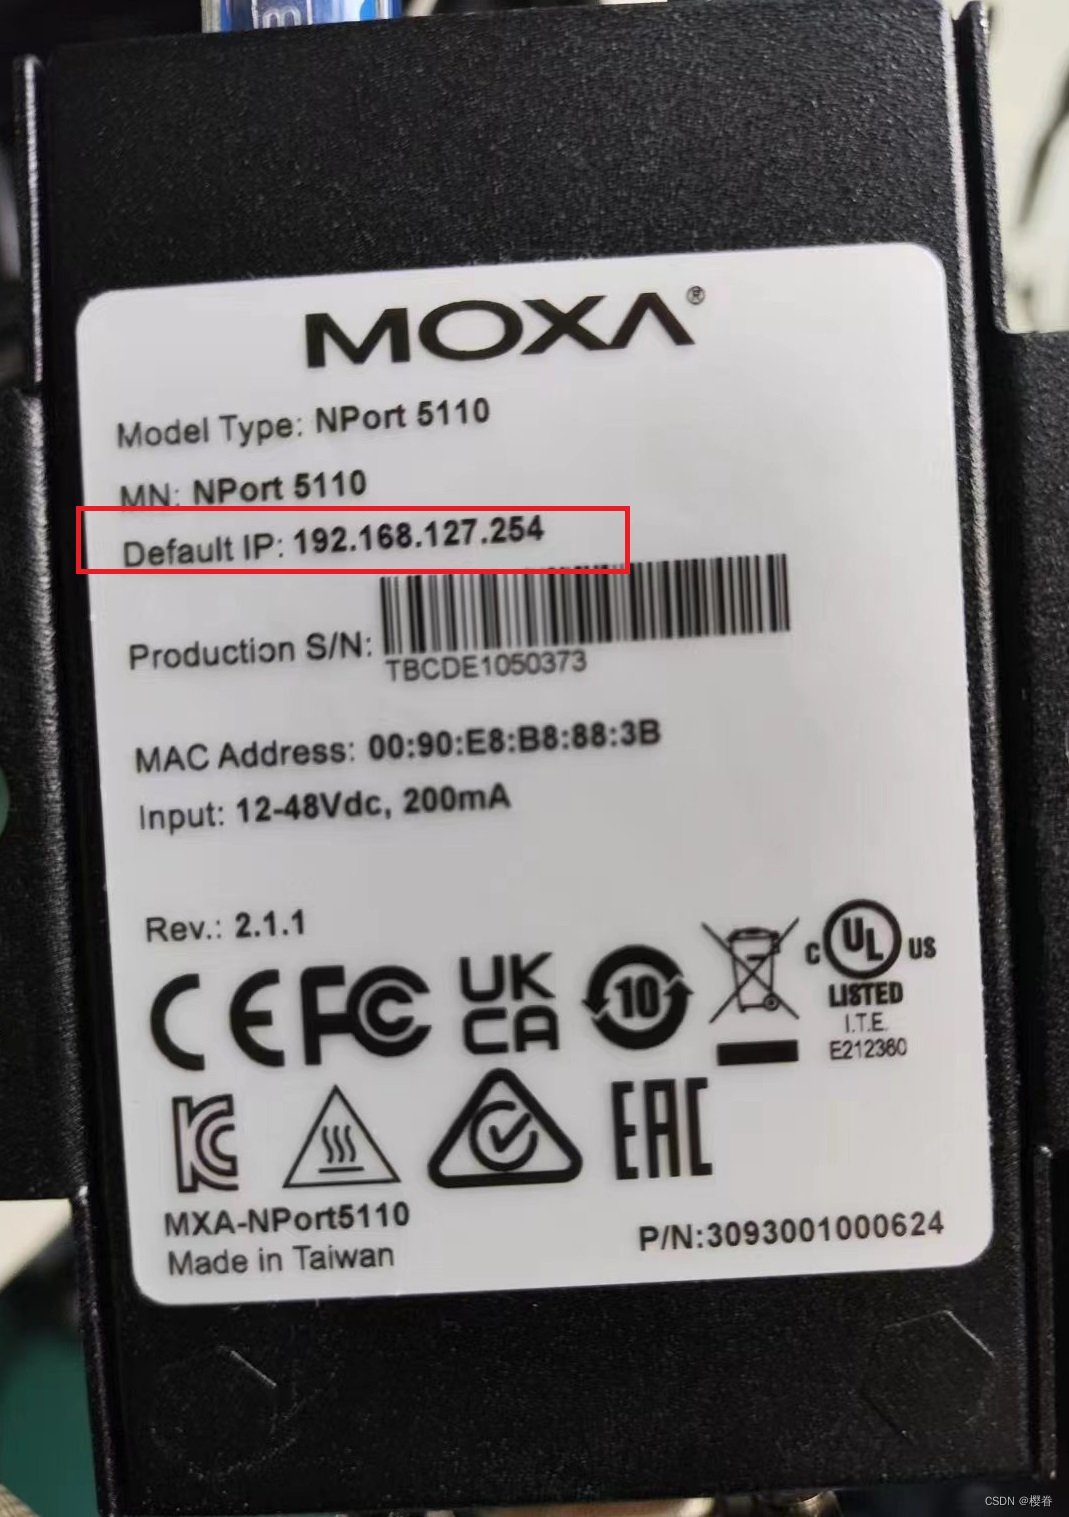 MOXA®
Model Type: NPort 5110
MN: NPort 5110
Default IP: 192.168.127.254
Production S/N:
TBCDE1050373
MAC Address: 00:90:E8:B8:88:3B
Input: 12-48Vdc, 200mA
Rev.: 2.1.1
CE FC UK CA 10 C UL US
LISTED
I.T.E.
E212360
KC EAC
MXA-NPort5110
Made in Taiwan
P/N:3093001000624
CSDN @樱眷